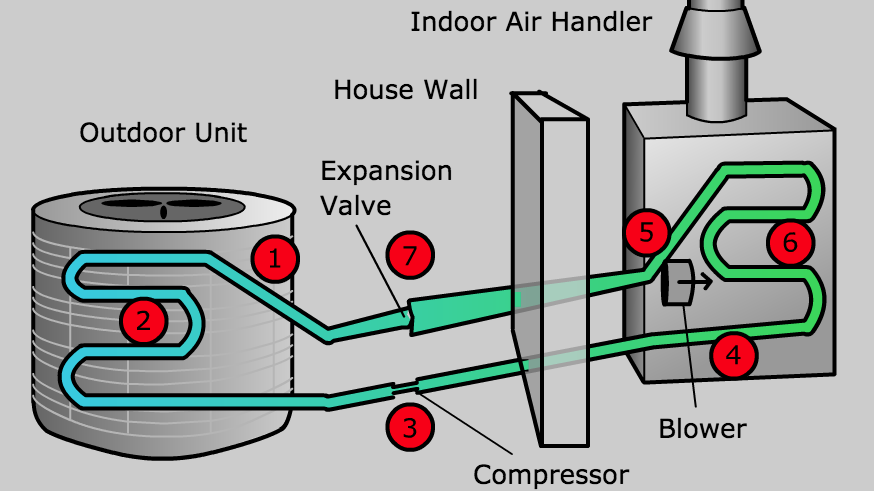 Indoor Air Handler
House Wall
Outdoor Unit
Expansion
Valve
1
7
5
6
2
4
3
Blower
Compressor